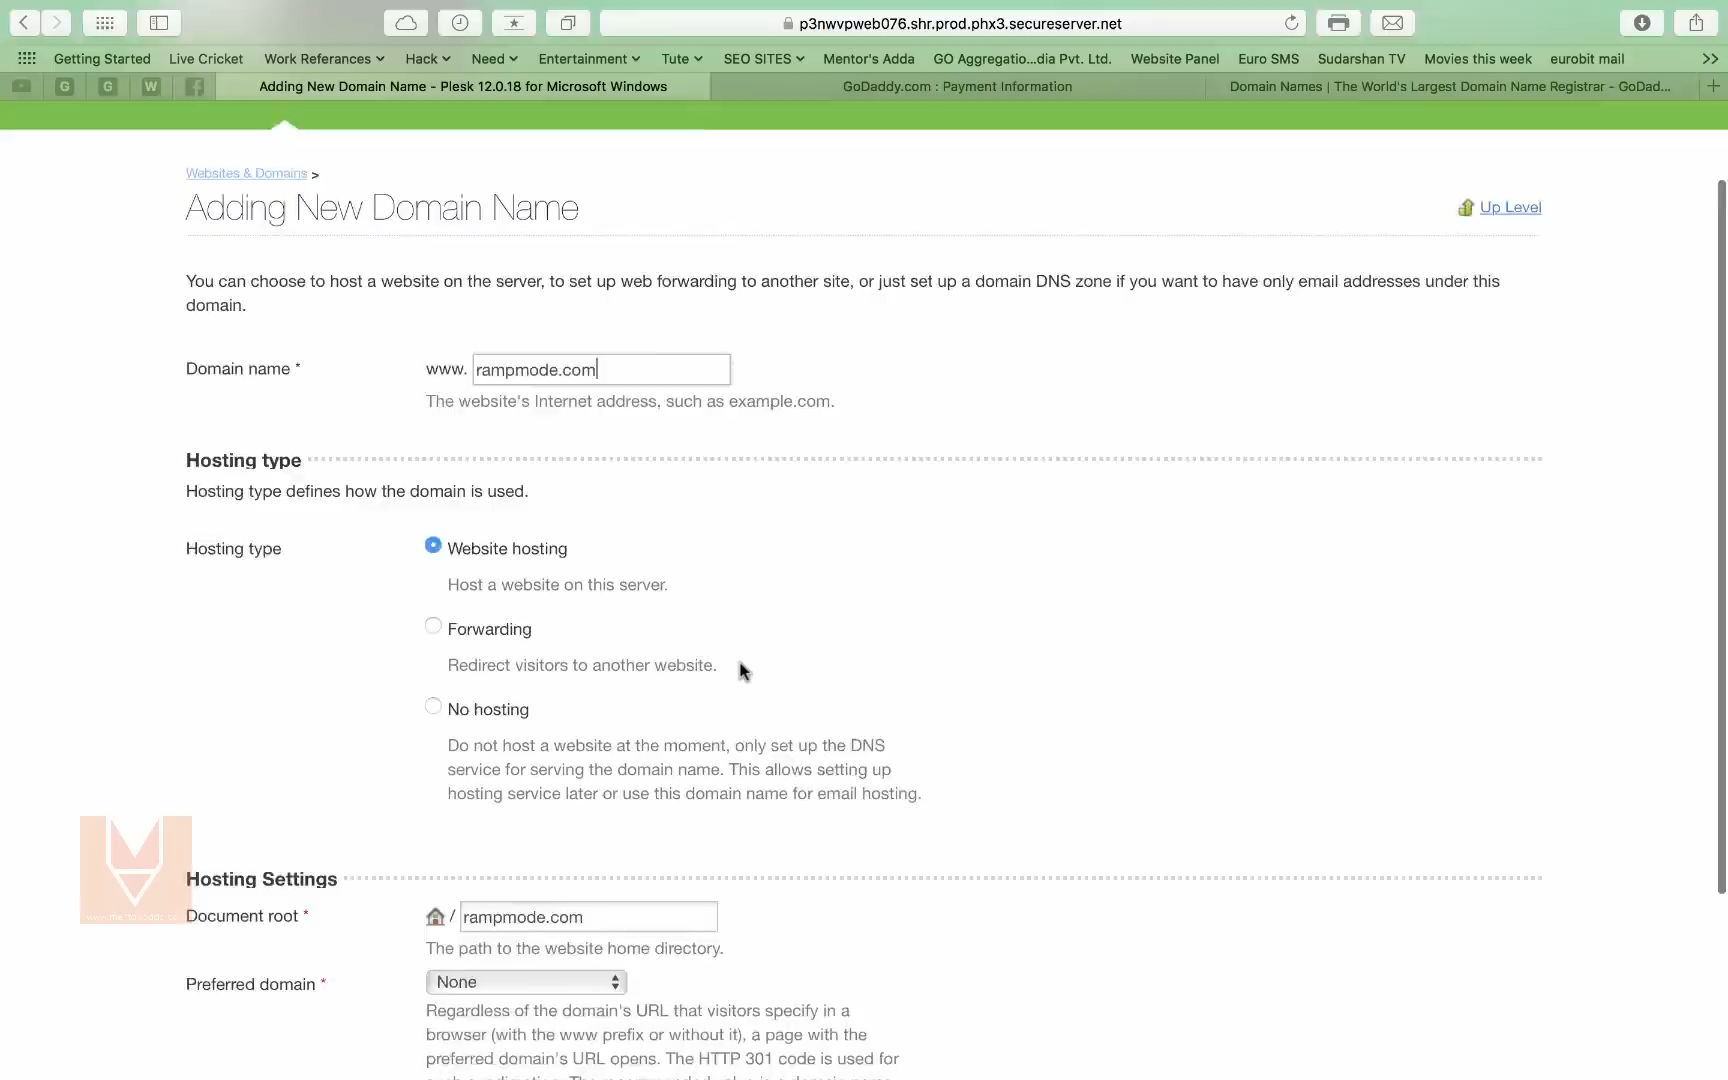 p3nwvpweb076.shr.prod.phx3.secureserver.net
Getting Started Live Cricket Work Referances Hack Need Entertainment Tute SEO SITES Mentor's Adda GO Aggregatio...dia Pvt. Ltd. Website Panel Euro SMS Sudarshan TV Movies this week eurobit mail >>
G G W Adding New Domain Name - Plesk 12.0.18 for Microsoft Windows GoDaddy.com : Payment Information Domain Names | The World's Largest Domain Name Registrar - GoDad... +
Websites & Domains >
Adding New Domain Name
Up Level
You can choose to host a website on the server, to set up web forwarding to another site, or just set up a domain DNS zone if you want to have only email addresses under this
domain.
Domain name * www. rampmode.com
The website's Internet address, such as example.com.
Hosting type
Hosting type defines how the domain is used.
Hosting type Website hosting
Host a website on this server.
Forwarding
Redirect visitors to another website.
No hosting
Do not host a website at the moment, only set up the DNS
service for serving the domain name. This allows setting up
hosting service later or use this domain name for email hosting.
Hosting Settings
Document root * / rampmode.com
The path to the website home directory.
Preferred domain * None
Regardless of the domain's URL that visitors specify in a
browser (with the www prefix or without it), a page with the
preferred domain's URL opens. The HTTP 301 code is used for